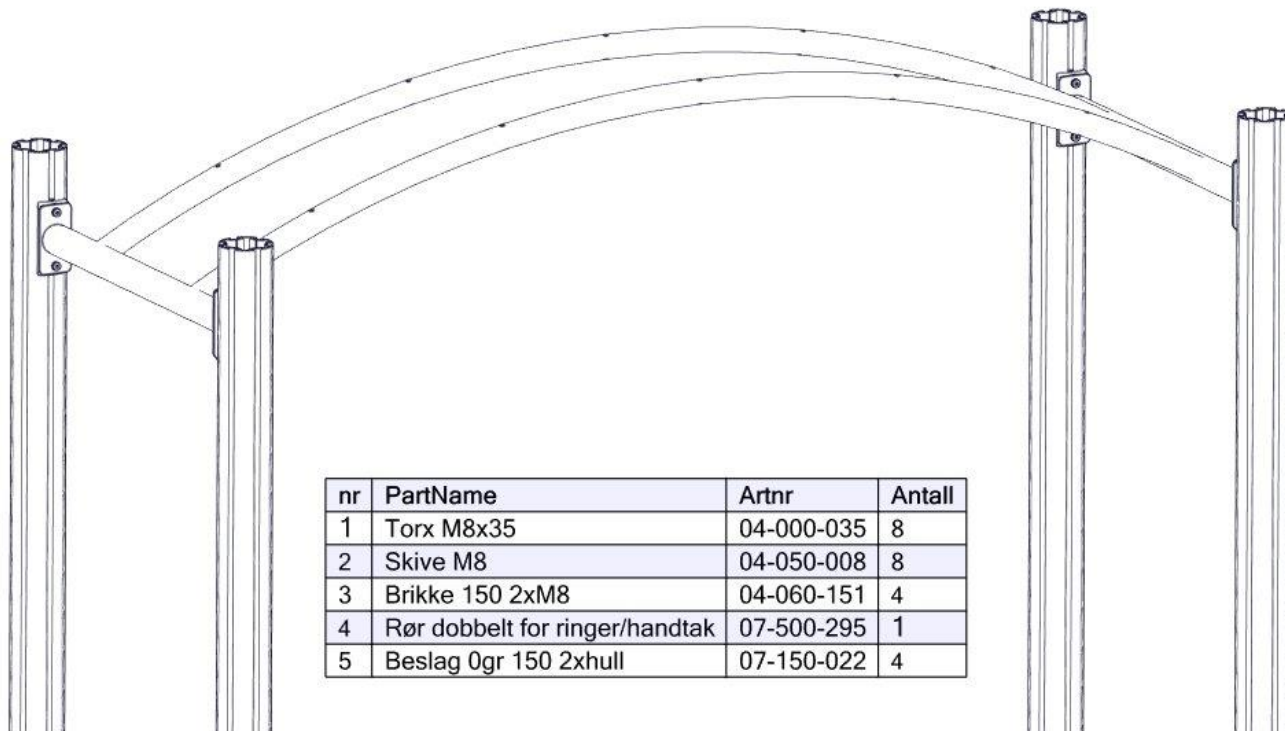 nr PartName Artnr Antall
1 Torx M8x35 04-000-035 8
2 Skive M8 04-050-008 8
3 Brikke 150 2xM8 04-060-151 4
4 Rør dobbelt for ringer/handtak 07-500-295 1
5 Beslag 0gr 150 2xhull 07-150-022 4